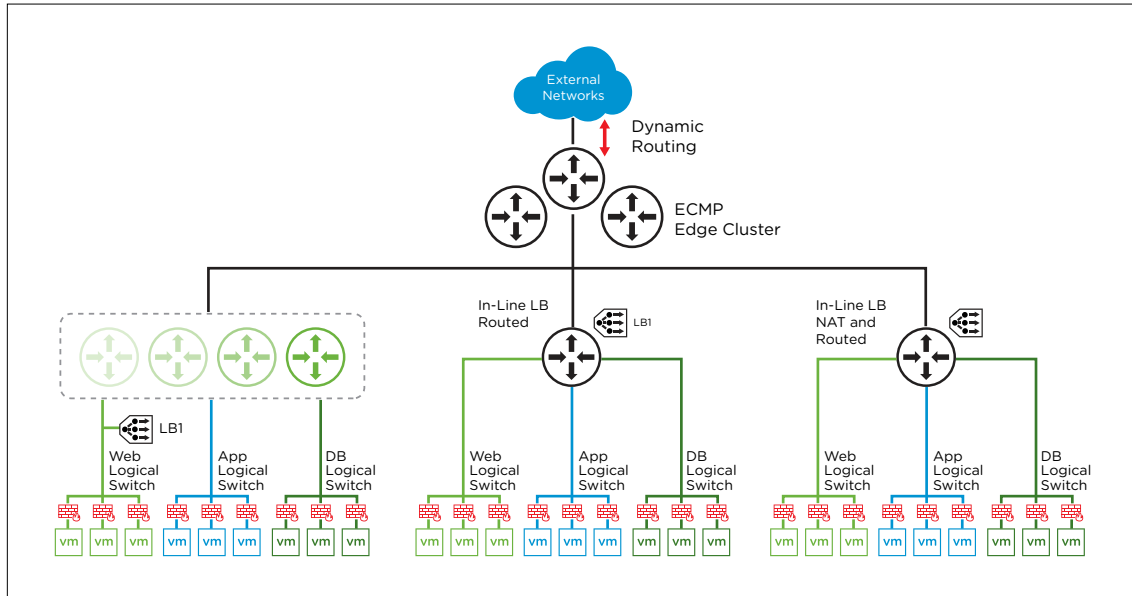 External
Networks
Dynamic
Routing
ECMP
Edge Cluster
In-Line LB
Routed
LB1
In-Line LB
NAT and
Routed
LB1
Web
Logical
Switch
App
Logical
Switch
DB
Logical
Switch
Web
Logical
Switch
App
Logical
Switch
DB
Logical
Switch
Web
Logical
Switch
App
Logical
Switch
DB
Logical
Switch
vm vm vm vm vm vm vm vm vm
vm vm vm vm vm vm vm vm vm
vm vm vm vm vm vm vm vm vm